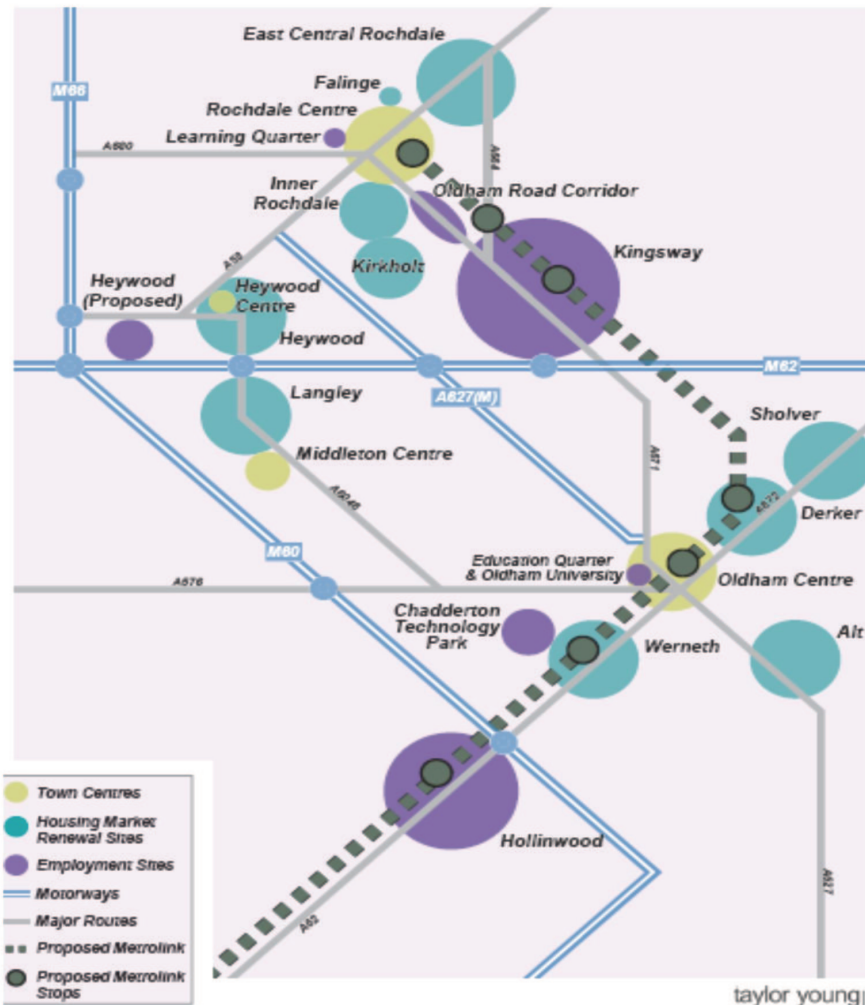 East Central Rochdale
Falinge
M66
Rochdale Centre
Learning Quarter
A680
A664
Inner
Rochdale
Oldham Road Corridor
Kingsway
Kirkholt
A58
Heywood
(Proposed)
Heywood
Centre
Heywood
M62
Langley
A627(M)
Sholver
Middleton Centre
A671
A6046
A672
Derker
M60
Education Quarter
& Oldham University
Oldham Centre
A576
Chadderton
Technology
Park
Werneth
Alt
Hollinwood
A627
A62
Town Centres
Housing Market
Renewal Sites
Employment Sites
Motorways
Major Routes
Proposed Metrolink
Proposed Metrolink
Stops
taylor young